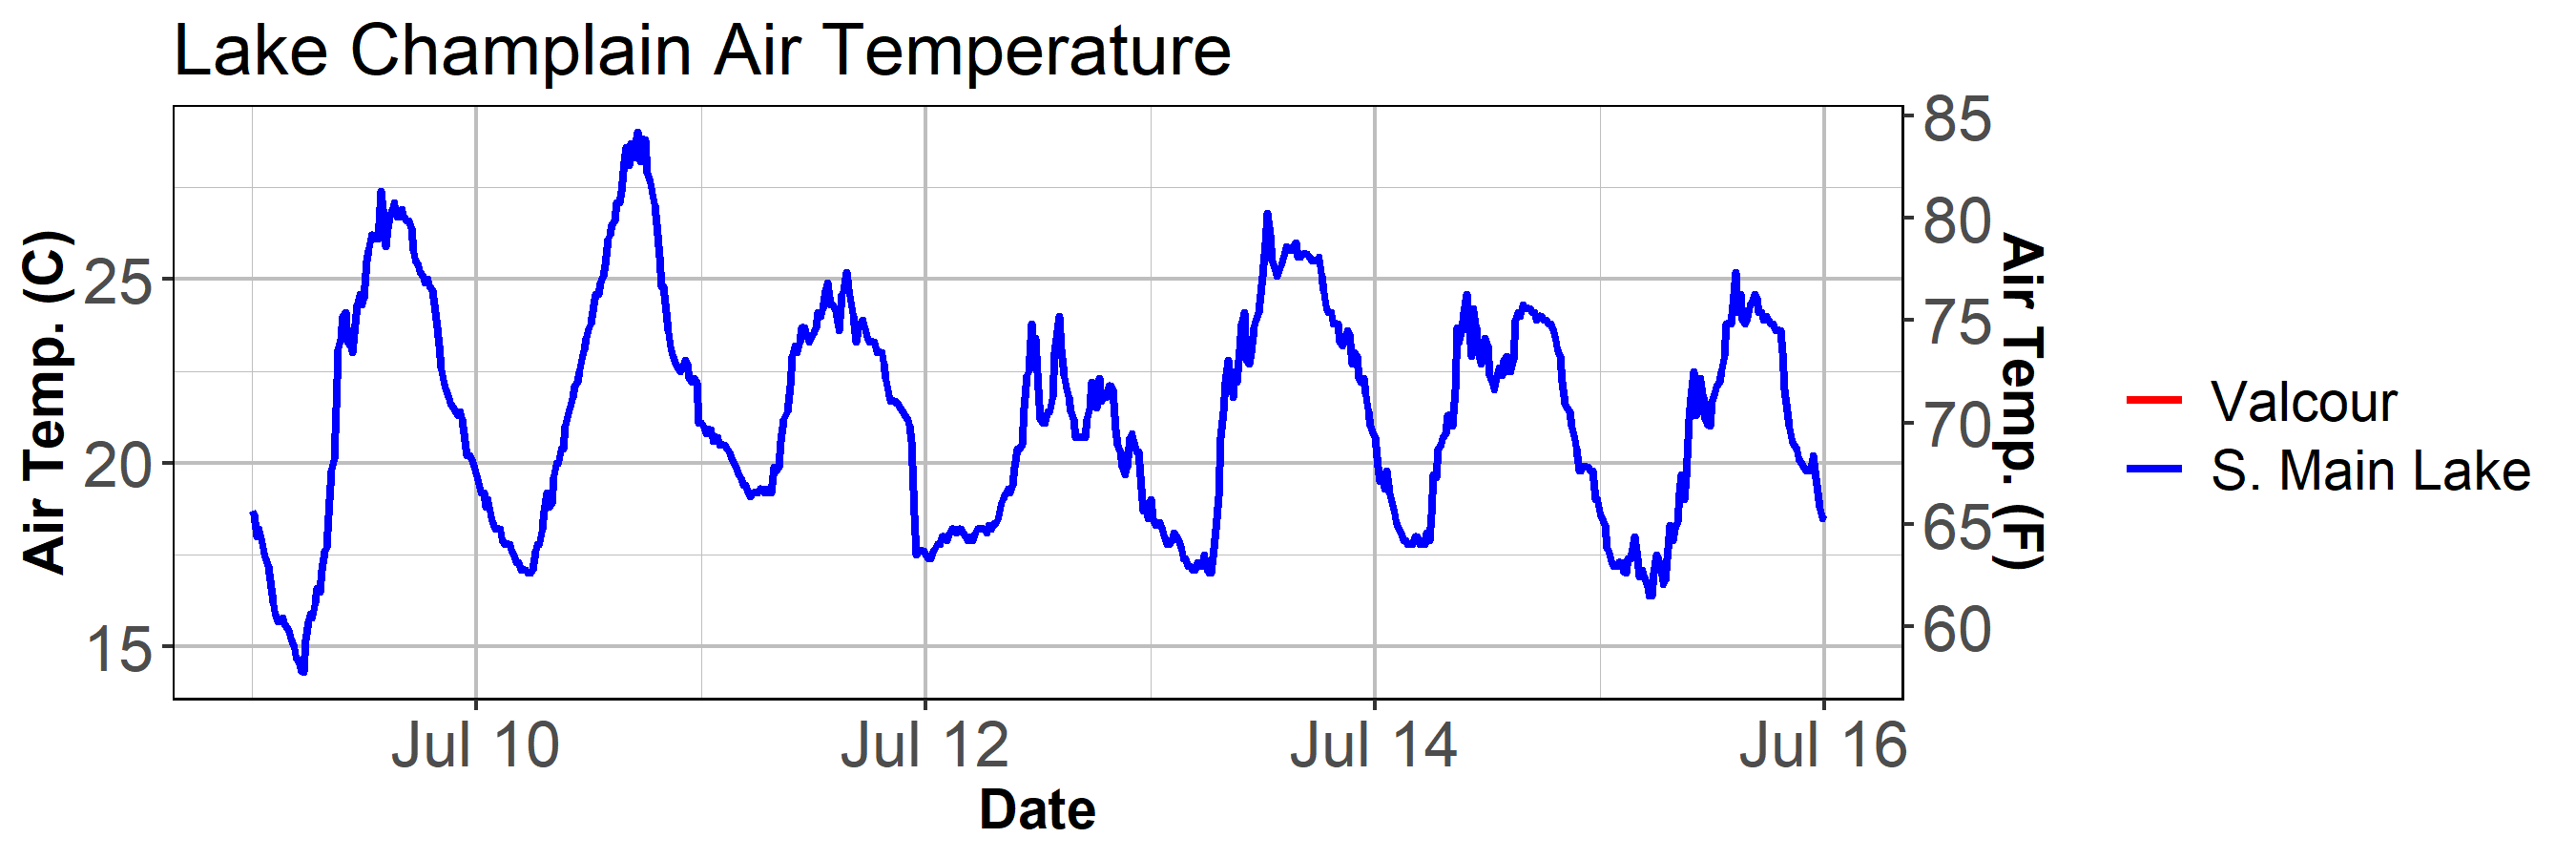 Lake Champlain Air Temperature
Air Temp. (C)
25
20
15
85
80
75
70
65
60
Air Temp. (F)
Jul 10
Jul 12
Jul 14
Jul 16
Date
Valcour
S. Main Lake